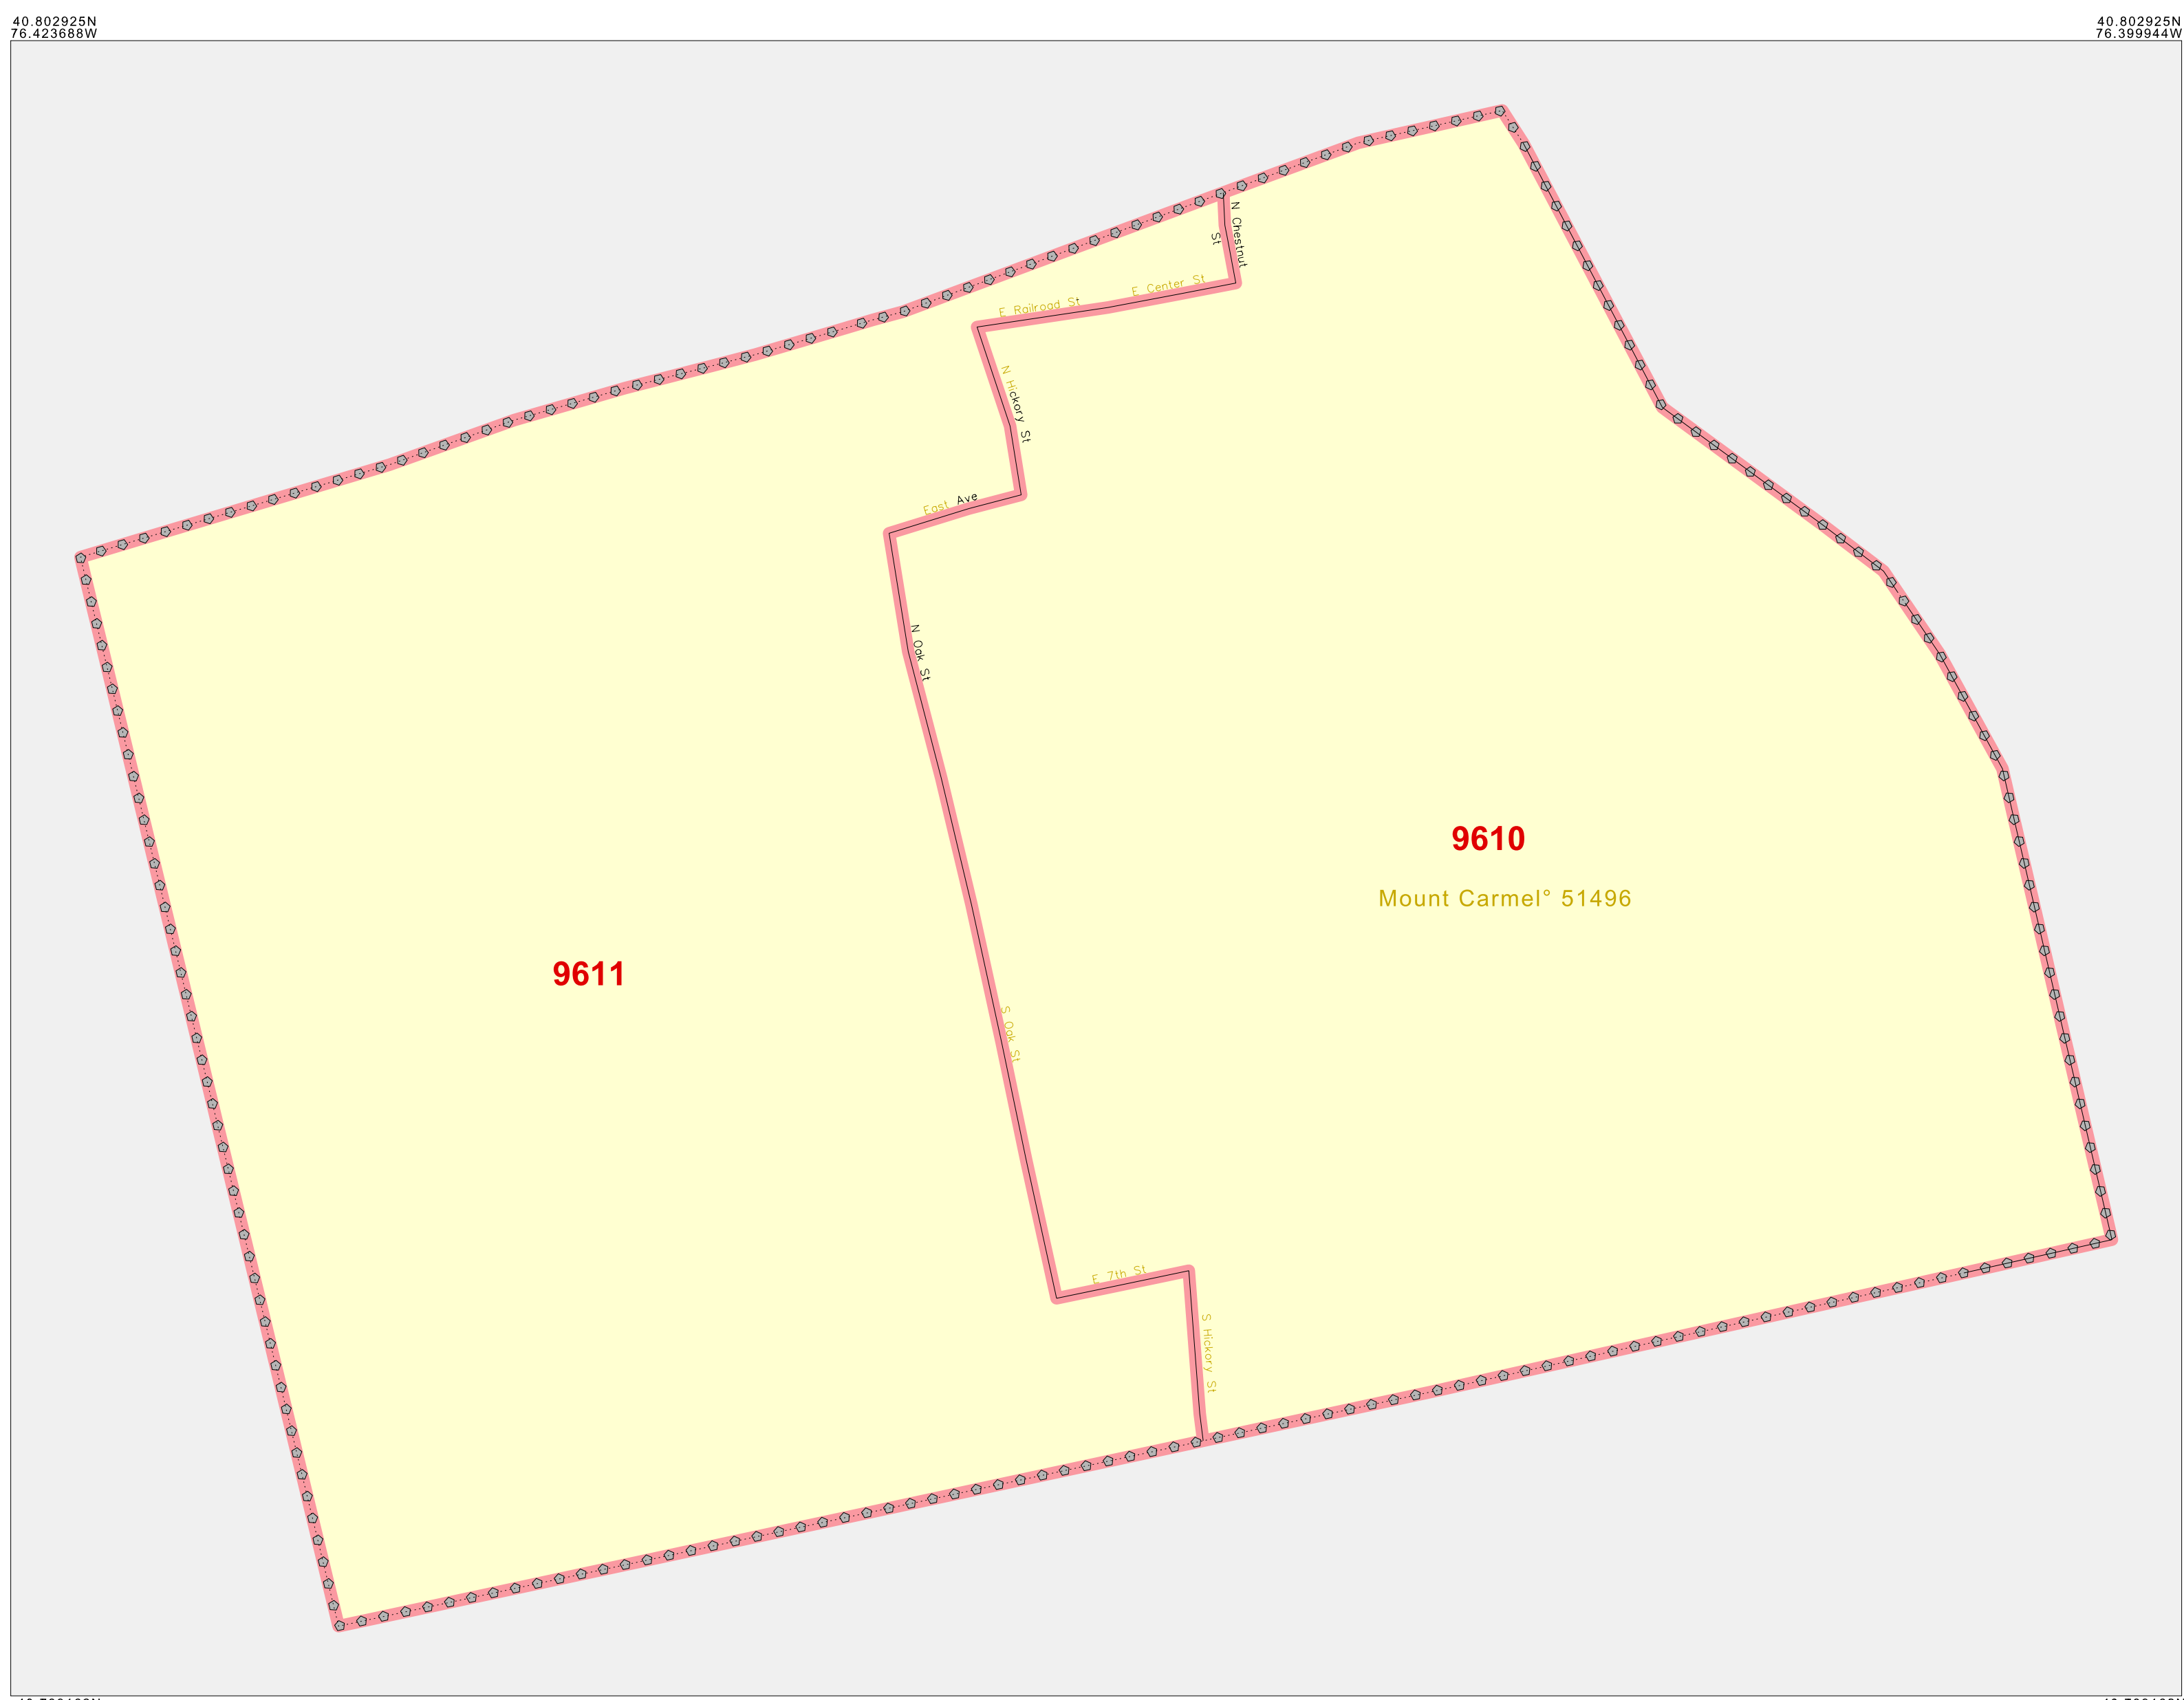 40.802925N
76.423688W
40.802925N
76.399944W
N Chestnut
St
E Center St
E Railroad St
N Hickory St
East Ave
N Oak St
9610
Mount Carmel° 51496
9611
S Oak St
E 7th St
S Hickory St